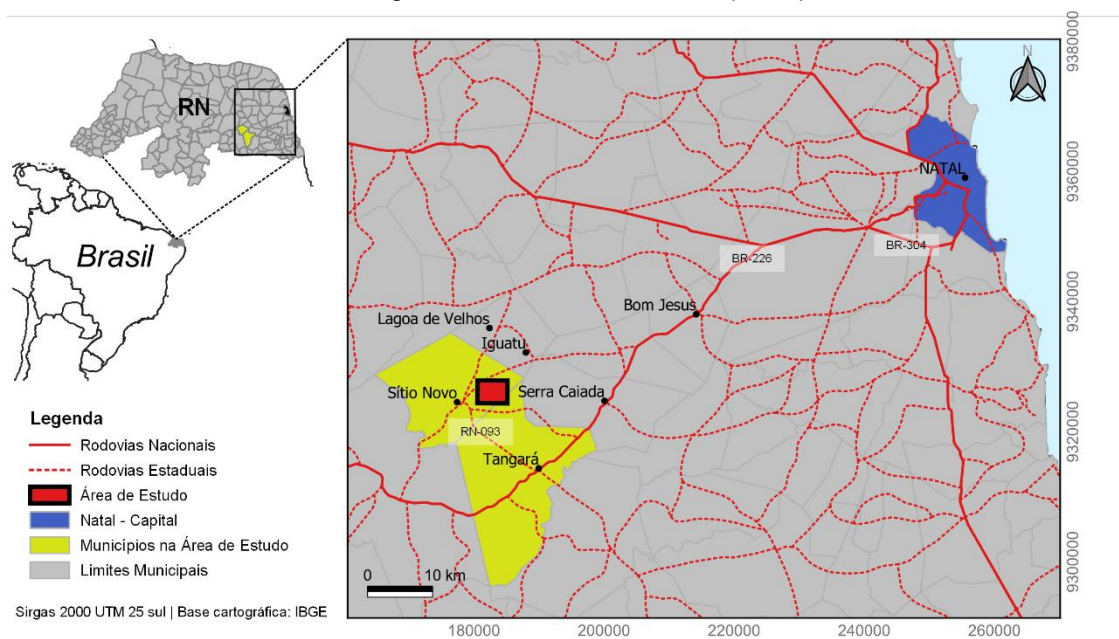 RN
Brasil
N
NATAL
BR-304
BR-226
Bom Jesus
Lagoa de Velhos
Iguatu
Sítio Novo
Serra Caiada
RN-093
Tangará
0 10 km
9380000
9360000
9340000
9320000
9300000
180000 200000 220000 240000 260000
Legenda
Rodovias Nacionais
Rodovias Estaduais
Área de Estudo
Natal - Capital
Municípios na Área de Estudo
Limites Municipais
Sirgas 2000 UTM 25 sul | Base cartográfica: IBGE